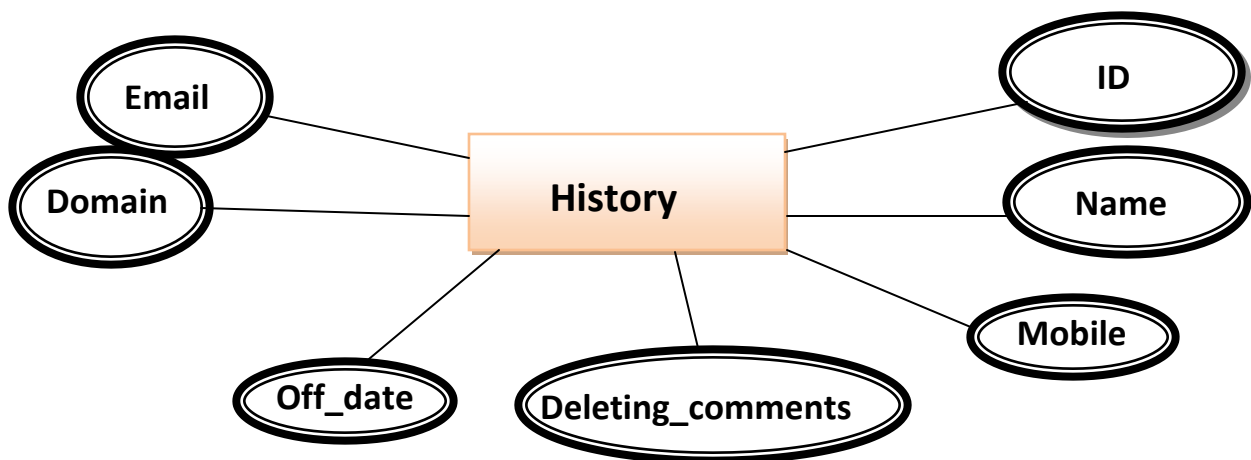 Email
ID
Domain
History
Name
Mobile
Off_date
Deleting_comments